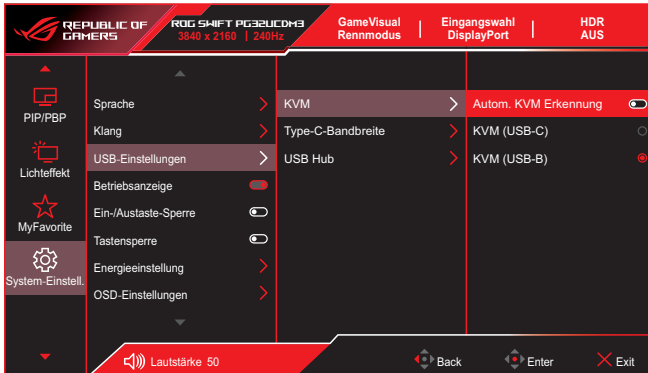 REPUBLIC OF GAMERS
ROG SWIFT PG32UCDM3
3840 x 2160 | 240Hz
GameVisual
Rennmodus
Eingangswahl
DisplayPort
HDR
AUS
PIP/PBP
Lichteffekt
MyFavorite
System-Einstell.
Sprache
Klang
USB-Einstellungen
Betriebsanzeige
Ein-/Austaste-Sperre
Tastensperre
Energieeinstellung
OSD-Einstellungen
KVM
Type-C-Bandbreite
USB Hub
Autom. KVM Erkennung
KVM (USB-C)
KVM (USB-B)
Lautstärke 50
Back
Enter
Exit